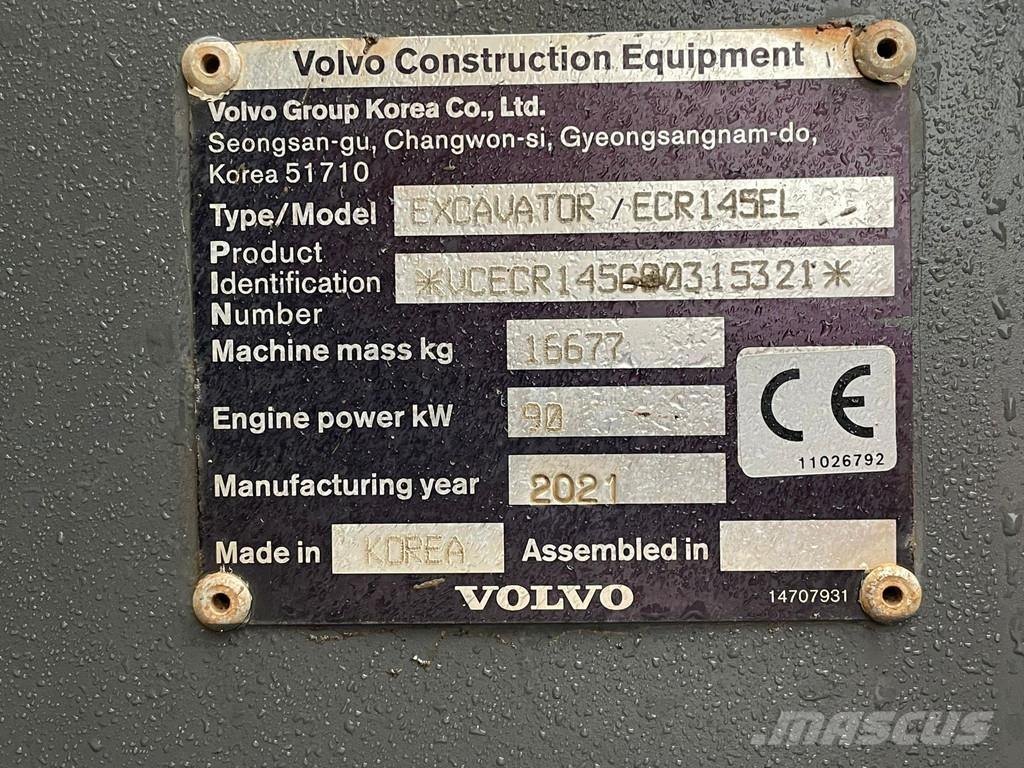 Volvo Construction Equipment
Volvo Group Korea Co., Ltd.
Seongsan-gu, Changwon-si, Gyeongsangnam-do,
Korea 51710
Type/Model EXCAVATOR / ECR145EL
Product
Identification
Number
Machine mass kg 16677
Engine power kW 90
CE
11026792
Manufacturing year 2021
Made in KOREA Assembled in
VOLVO 14707931
MASCUS